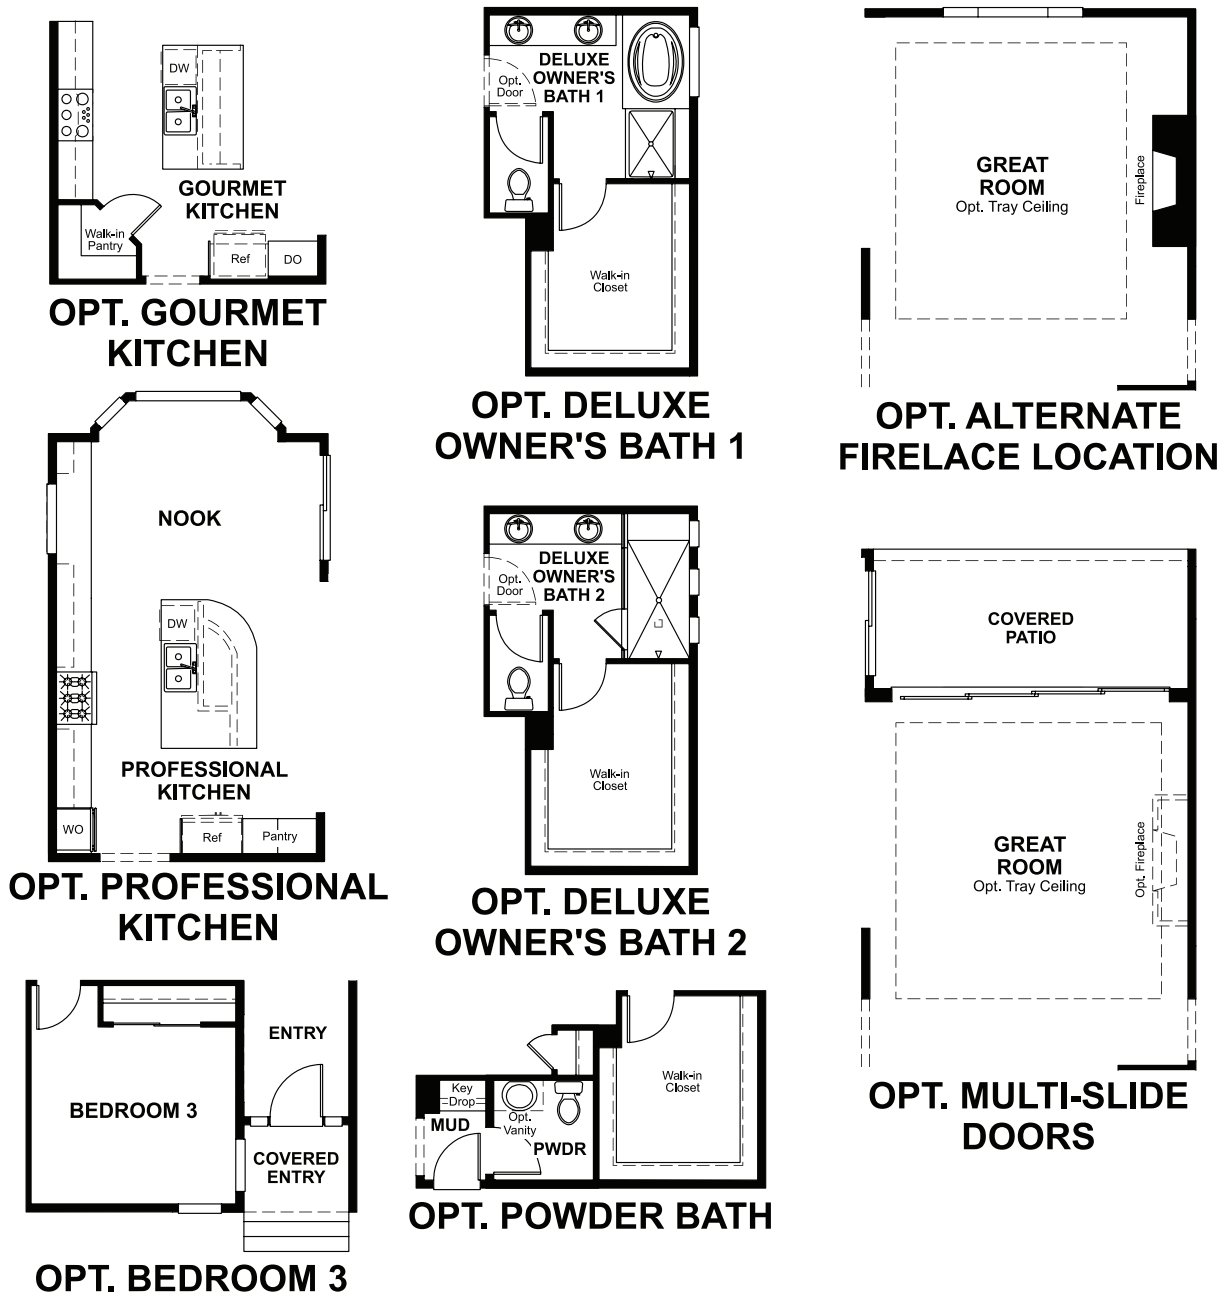 DW
GOURMET
KITCHEN
Walk-in
Pantry
Ref
DO
OPT. GOURMET
KITCHEN
DELUXE
OWNER'S
BATH 1
Opt.
Door
Walk-in
Closet
OPT. DELUXE
OWNER'S BATH 1
GREAT
ROOM
Opt. Tray Ceiling
Fireplace
OPT. ALTERNATE
FIRELACE LOCATION
NOOK
DW
PROFESSIONAL
KITCHEN
WO
Ref
Pantry
OPT. PROFESSIONAL
KITCHEN
DELUXE
OWNER'S
BATH 2
Opt.
Door
Walk-in
Closet
OPT. DELUXE
OWNER'S BATH 2
COVERED
PATIO
GREAT
ROOM
Opt. Tray Ceiling
Opt. Fireplace
OPT. MULTI-SLIDE
DOORS
ENTRY
BEDROOM 3
COVERED
ENTRY
OPT. BEDROOM 3
Key
Drop
MUD
Opt.
Vanity
PWDR
Walk-in
Closet
OPT. POWDER BATH